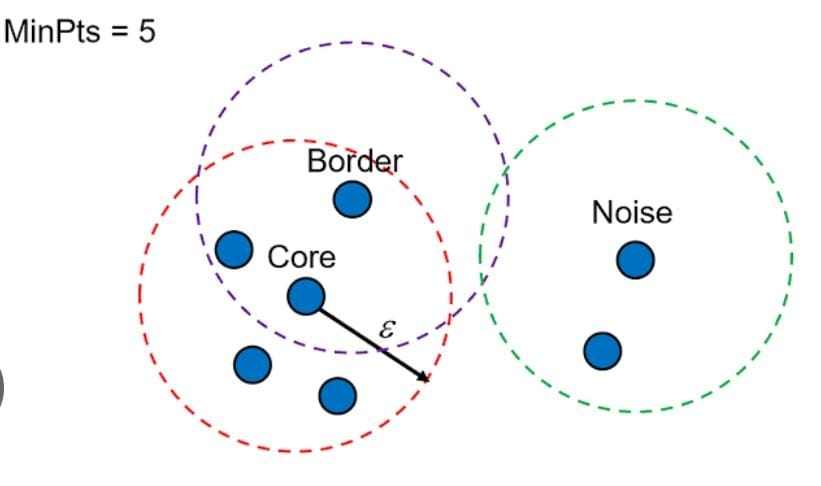 MinPts = 5
Border
Noise
Core
ε